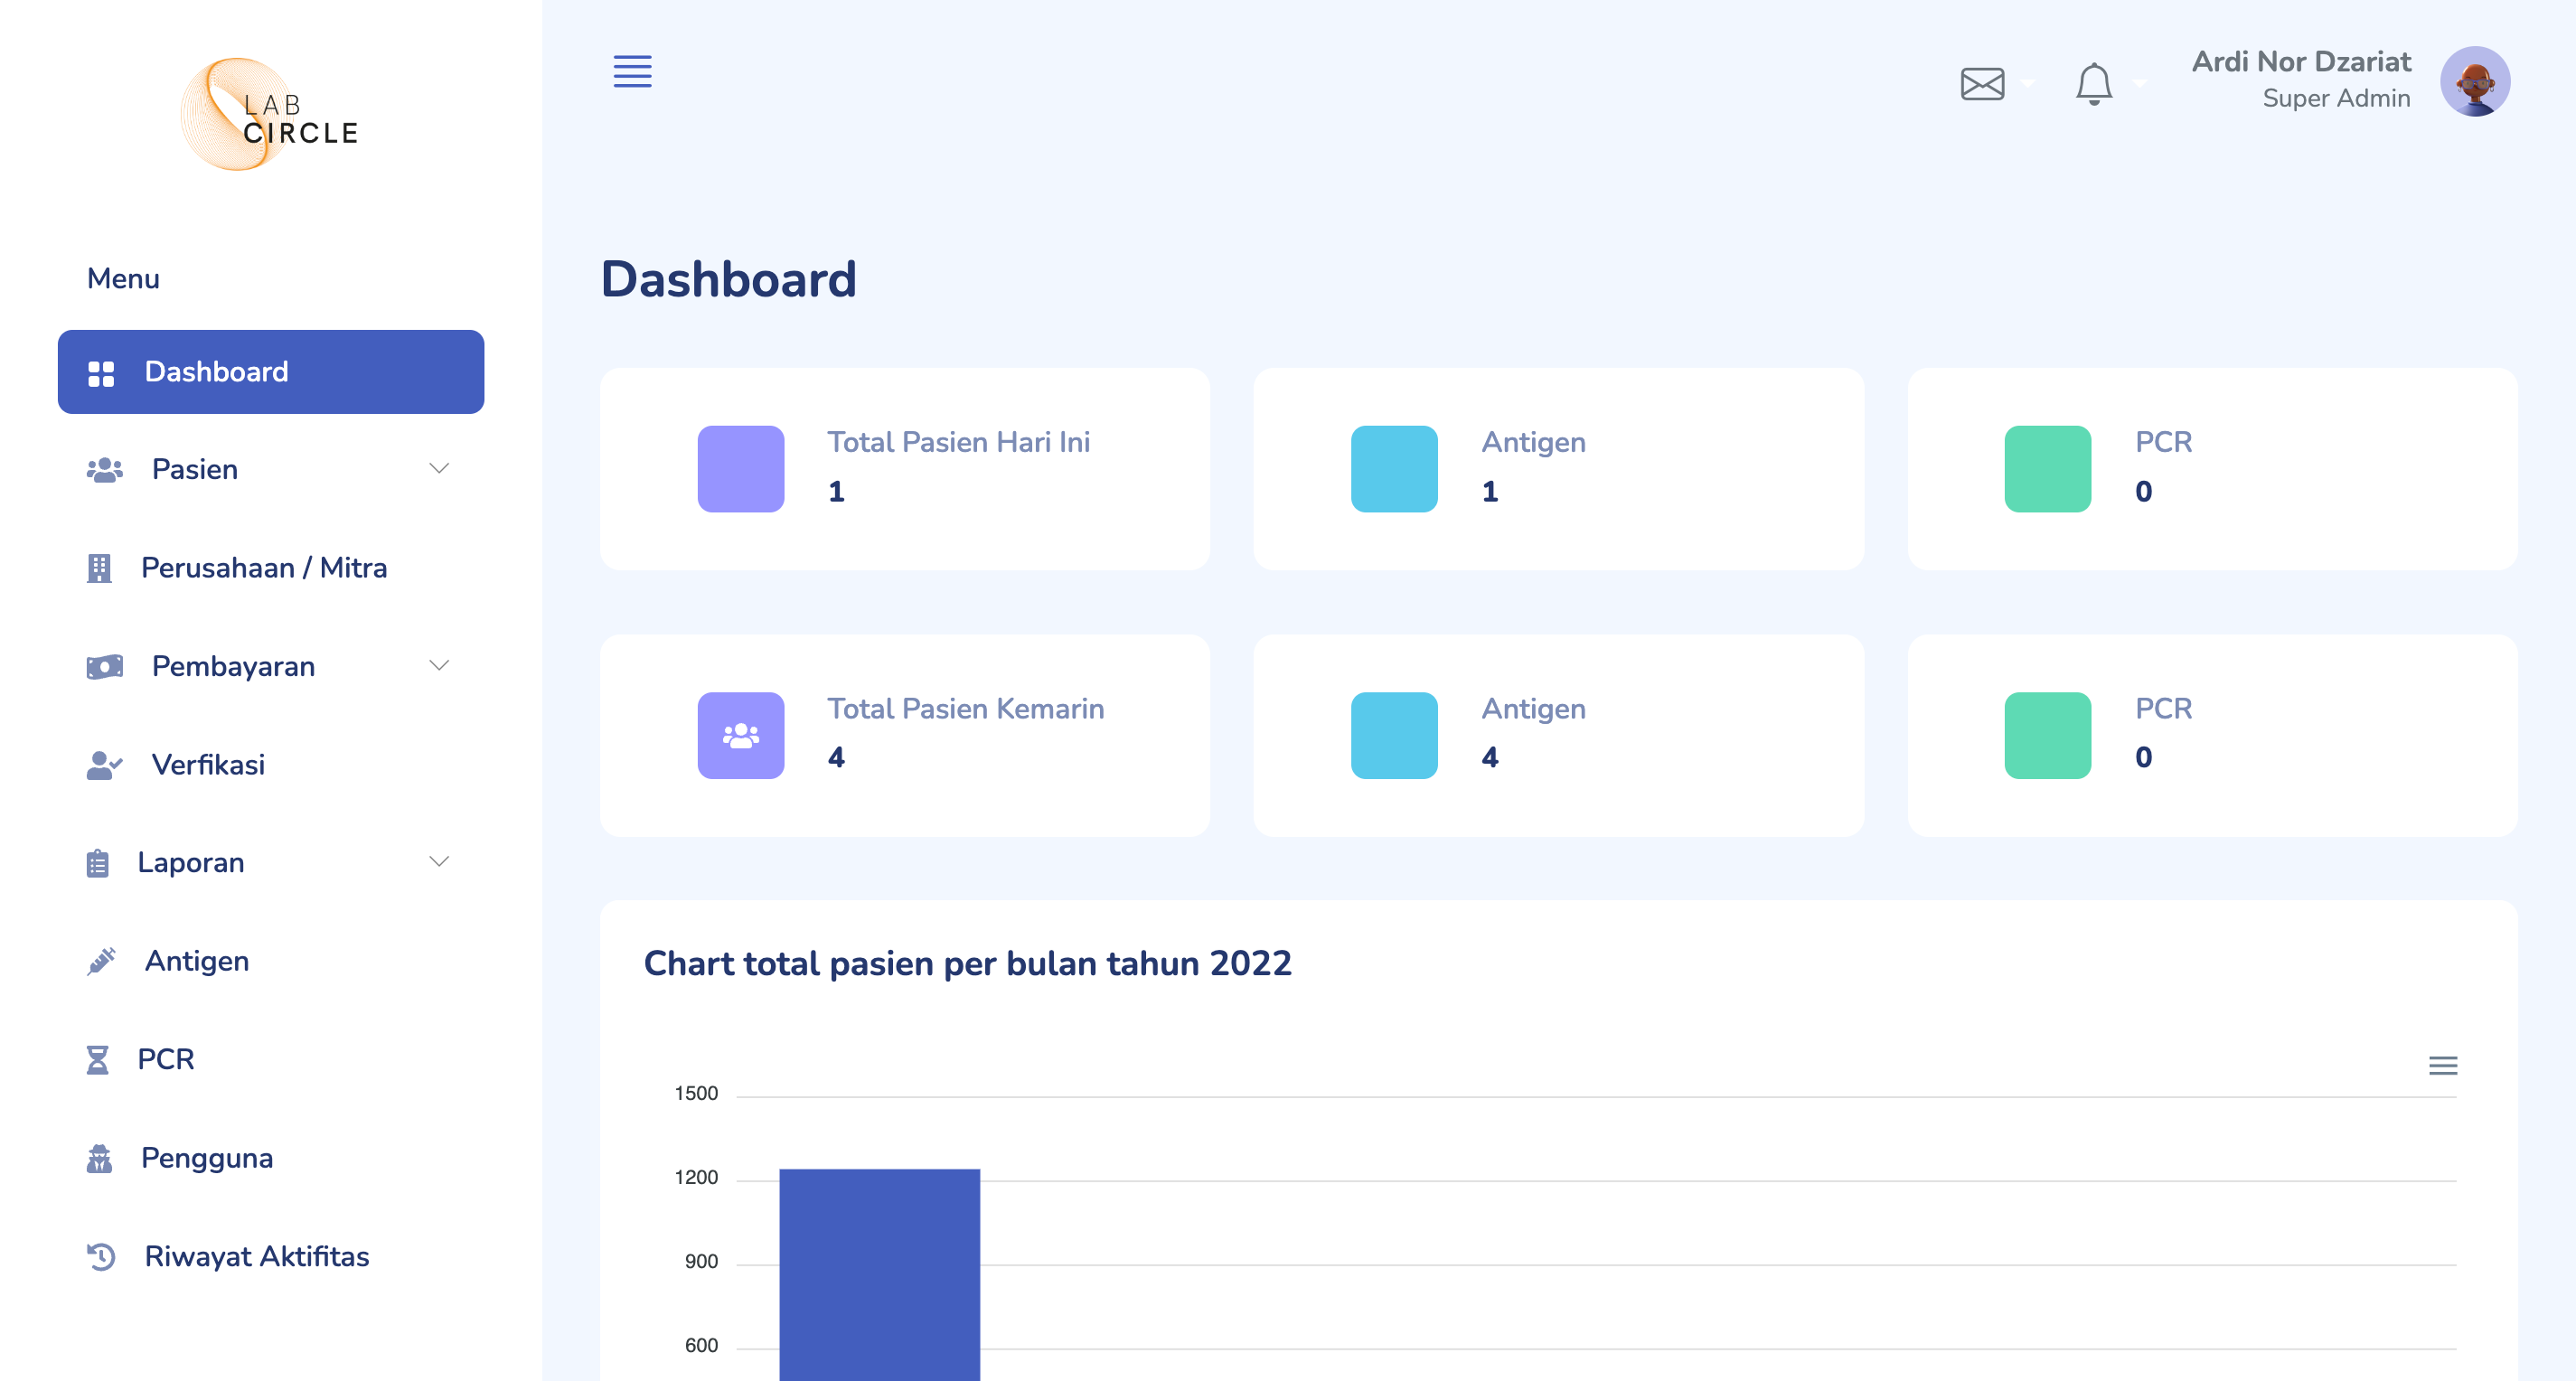 LAB
CIRCLE
Menu
Dashboard
Pasien
Perusahaan / Mitra
Pembayaran
Verfikasi
Laporan
Antigen
PCR
Pengguna
Riwayat Aktifitas
Ardi Nor Dzariat
Super Admin
Dashboard
Total Pasien Hari Ini
1
Antigen
1
PCR
0
Total Pasien Kemarin
4
Antigen
4
PCR
0
Chart total pasien per bulan tahun 2022
1500
1200
900
600